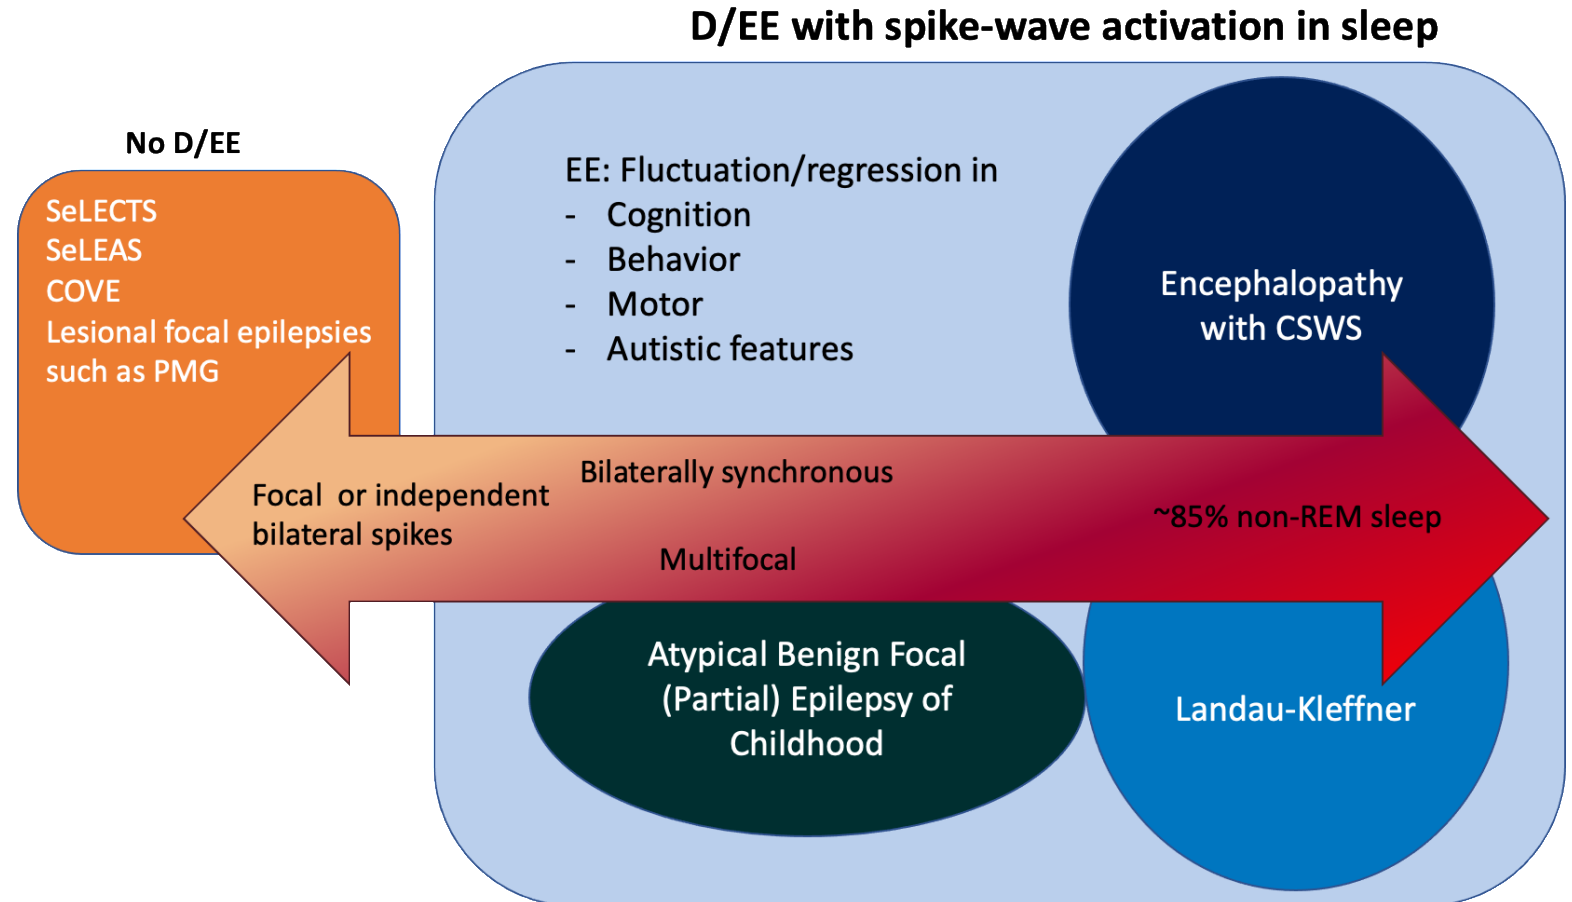 D/EE with spike-wave activation in sleep
No D/EE
SeLECTS
SeLEAS
COVE
Lesional focal epilepsies
such as PMG
EE: Fluctuation/regression in
- Cognition
- Behavior
- Motor
- Autistic features
Encephalopathy
with CSWS
Focal or independent
bilateral spikes
Bilaterally synchronous
Multifocal
~85% non-REM sleep
Atypical Benign Focal
(Partial) Epilepsy of
Childhood
Landau-Kleffner